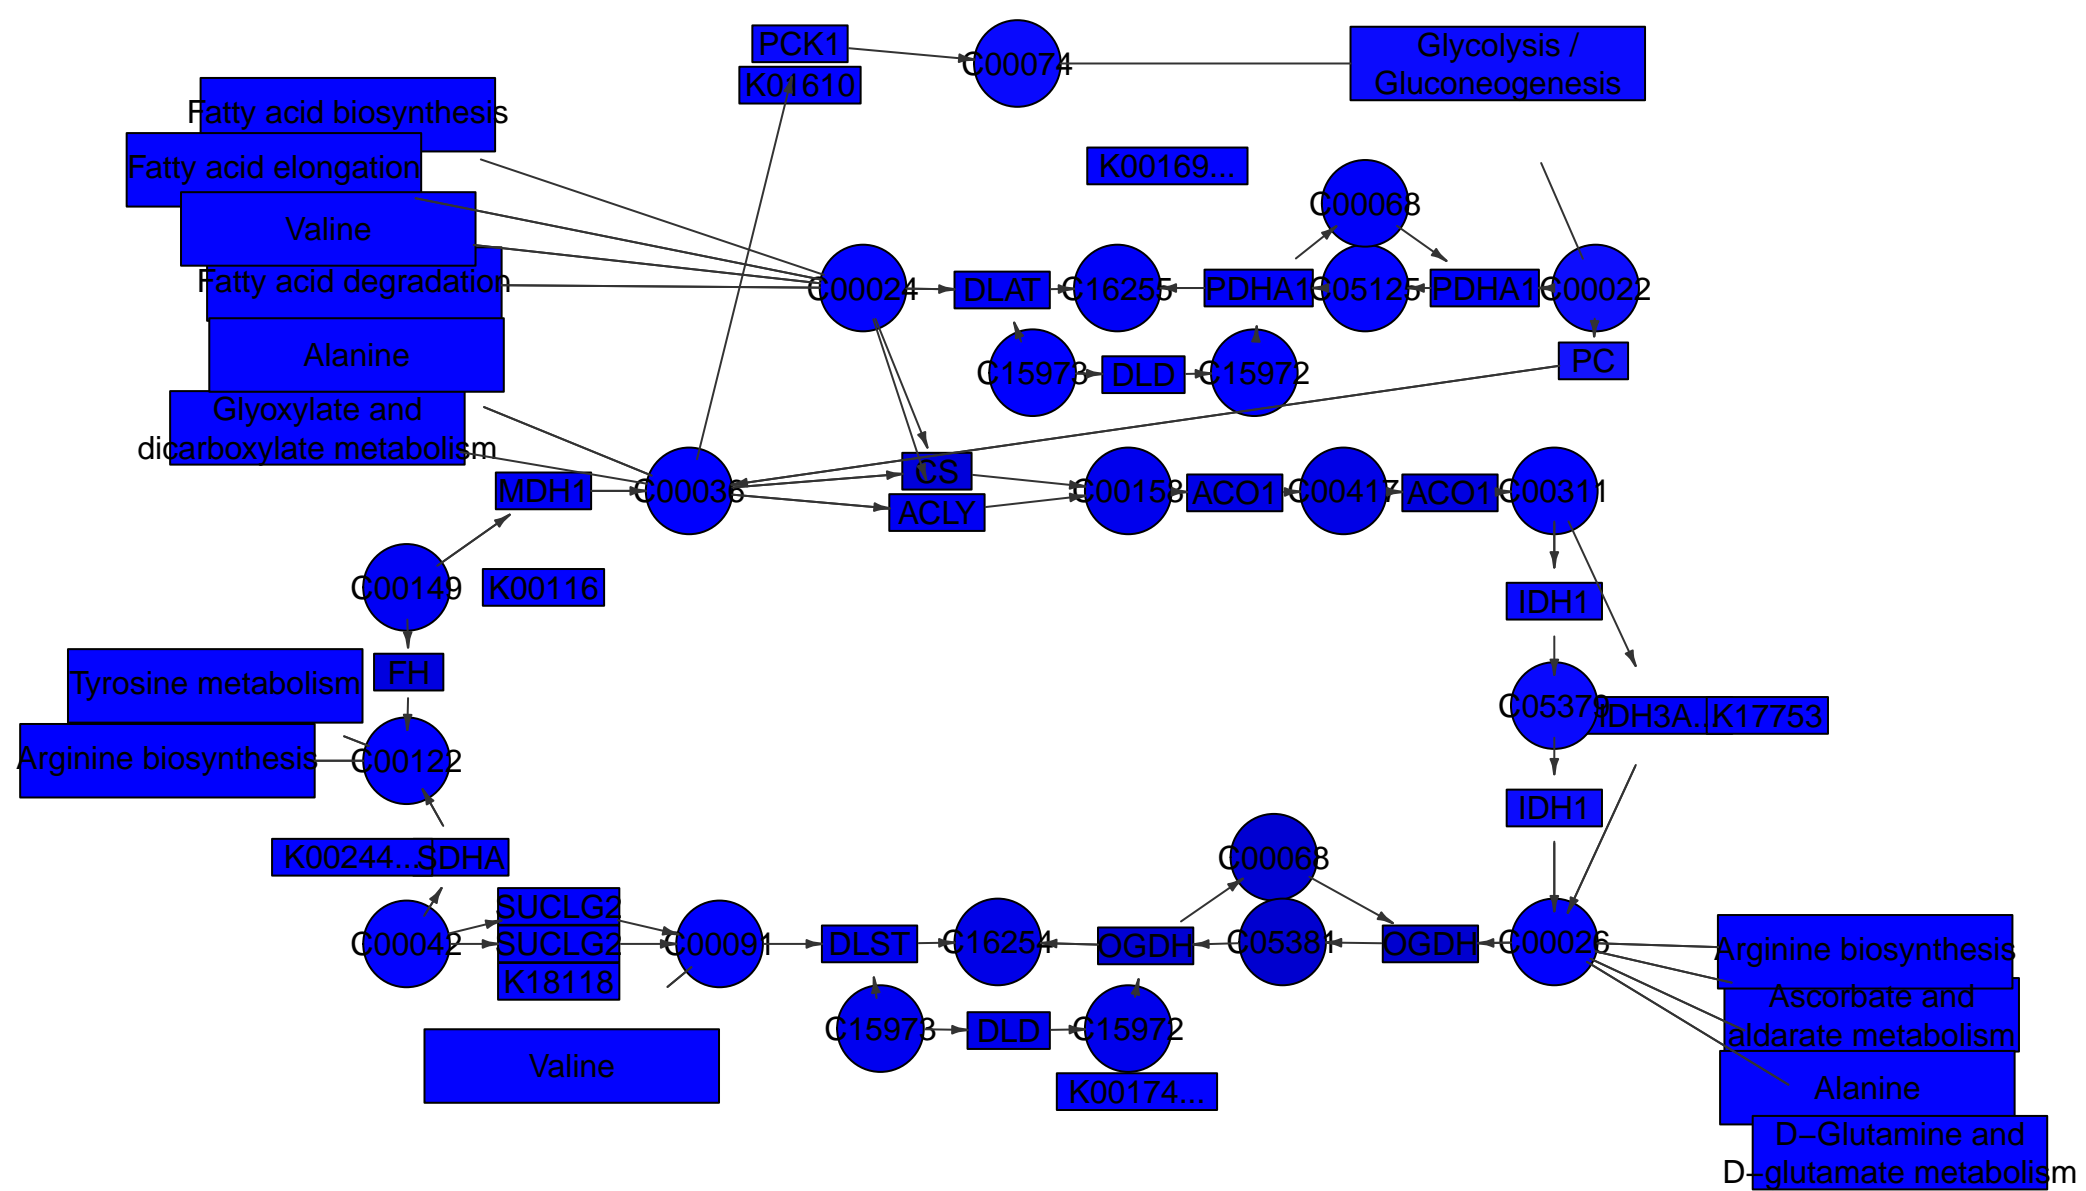 PCK1
C00074
Glycolysis /
Gluconeogenesis
K01610
Fatty acid biosynthesis
Fatty acid elongation
K00169...
C00068
Valine
Fatty acid degradation
C00024
DLAT
C16255
PDHA1
C05125
PDHA1
C00022
Alanine
C15973
DLD
C15972
PC
Glyoxylate and
dicarboxylate metabolism
MDH1
C00036
CS
ACLY
C00158
ACO1
C00417
ACO1
C00311
C00149
K00116
IDH1
Tyrosine metabolism
FH
C05379
IDH3A...
K17753
Arginine biosynthesis
C00122
IDH1
K00244...
SDHA
C00068
C00042
SUCLG2
SUCLG2
K18118
C00091
DLST
C16254
OGDH
C05381
OGDH
C00026
Arginine biosynthesis
Ascorbate and
aldarate metabolism
C15973
DLD
C15972
Valine
K00174...
Alanine
D−Glutamine and
D−glutamate metabolism